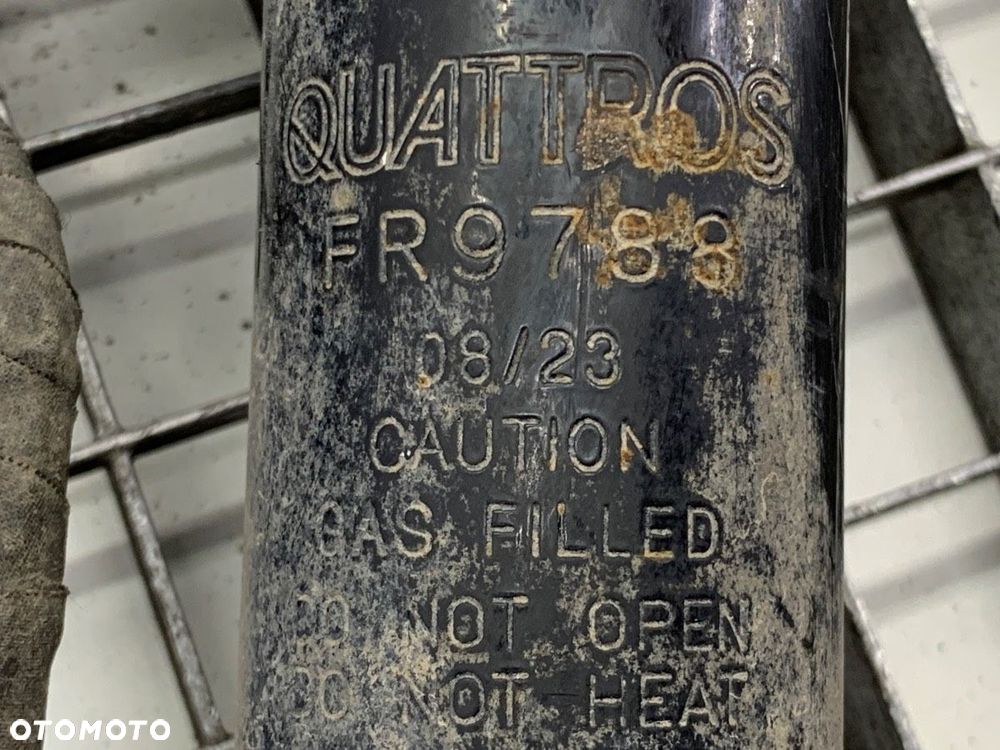 QUATTROS
FR9788
08/23
CAUTION
GAS FILLED
DO NOT OPEN
DO NOT HEAT
OTOMOTO